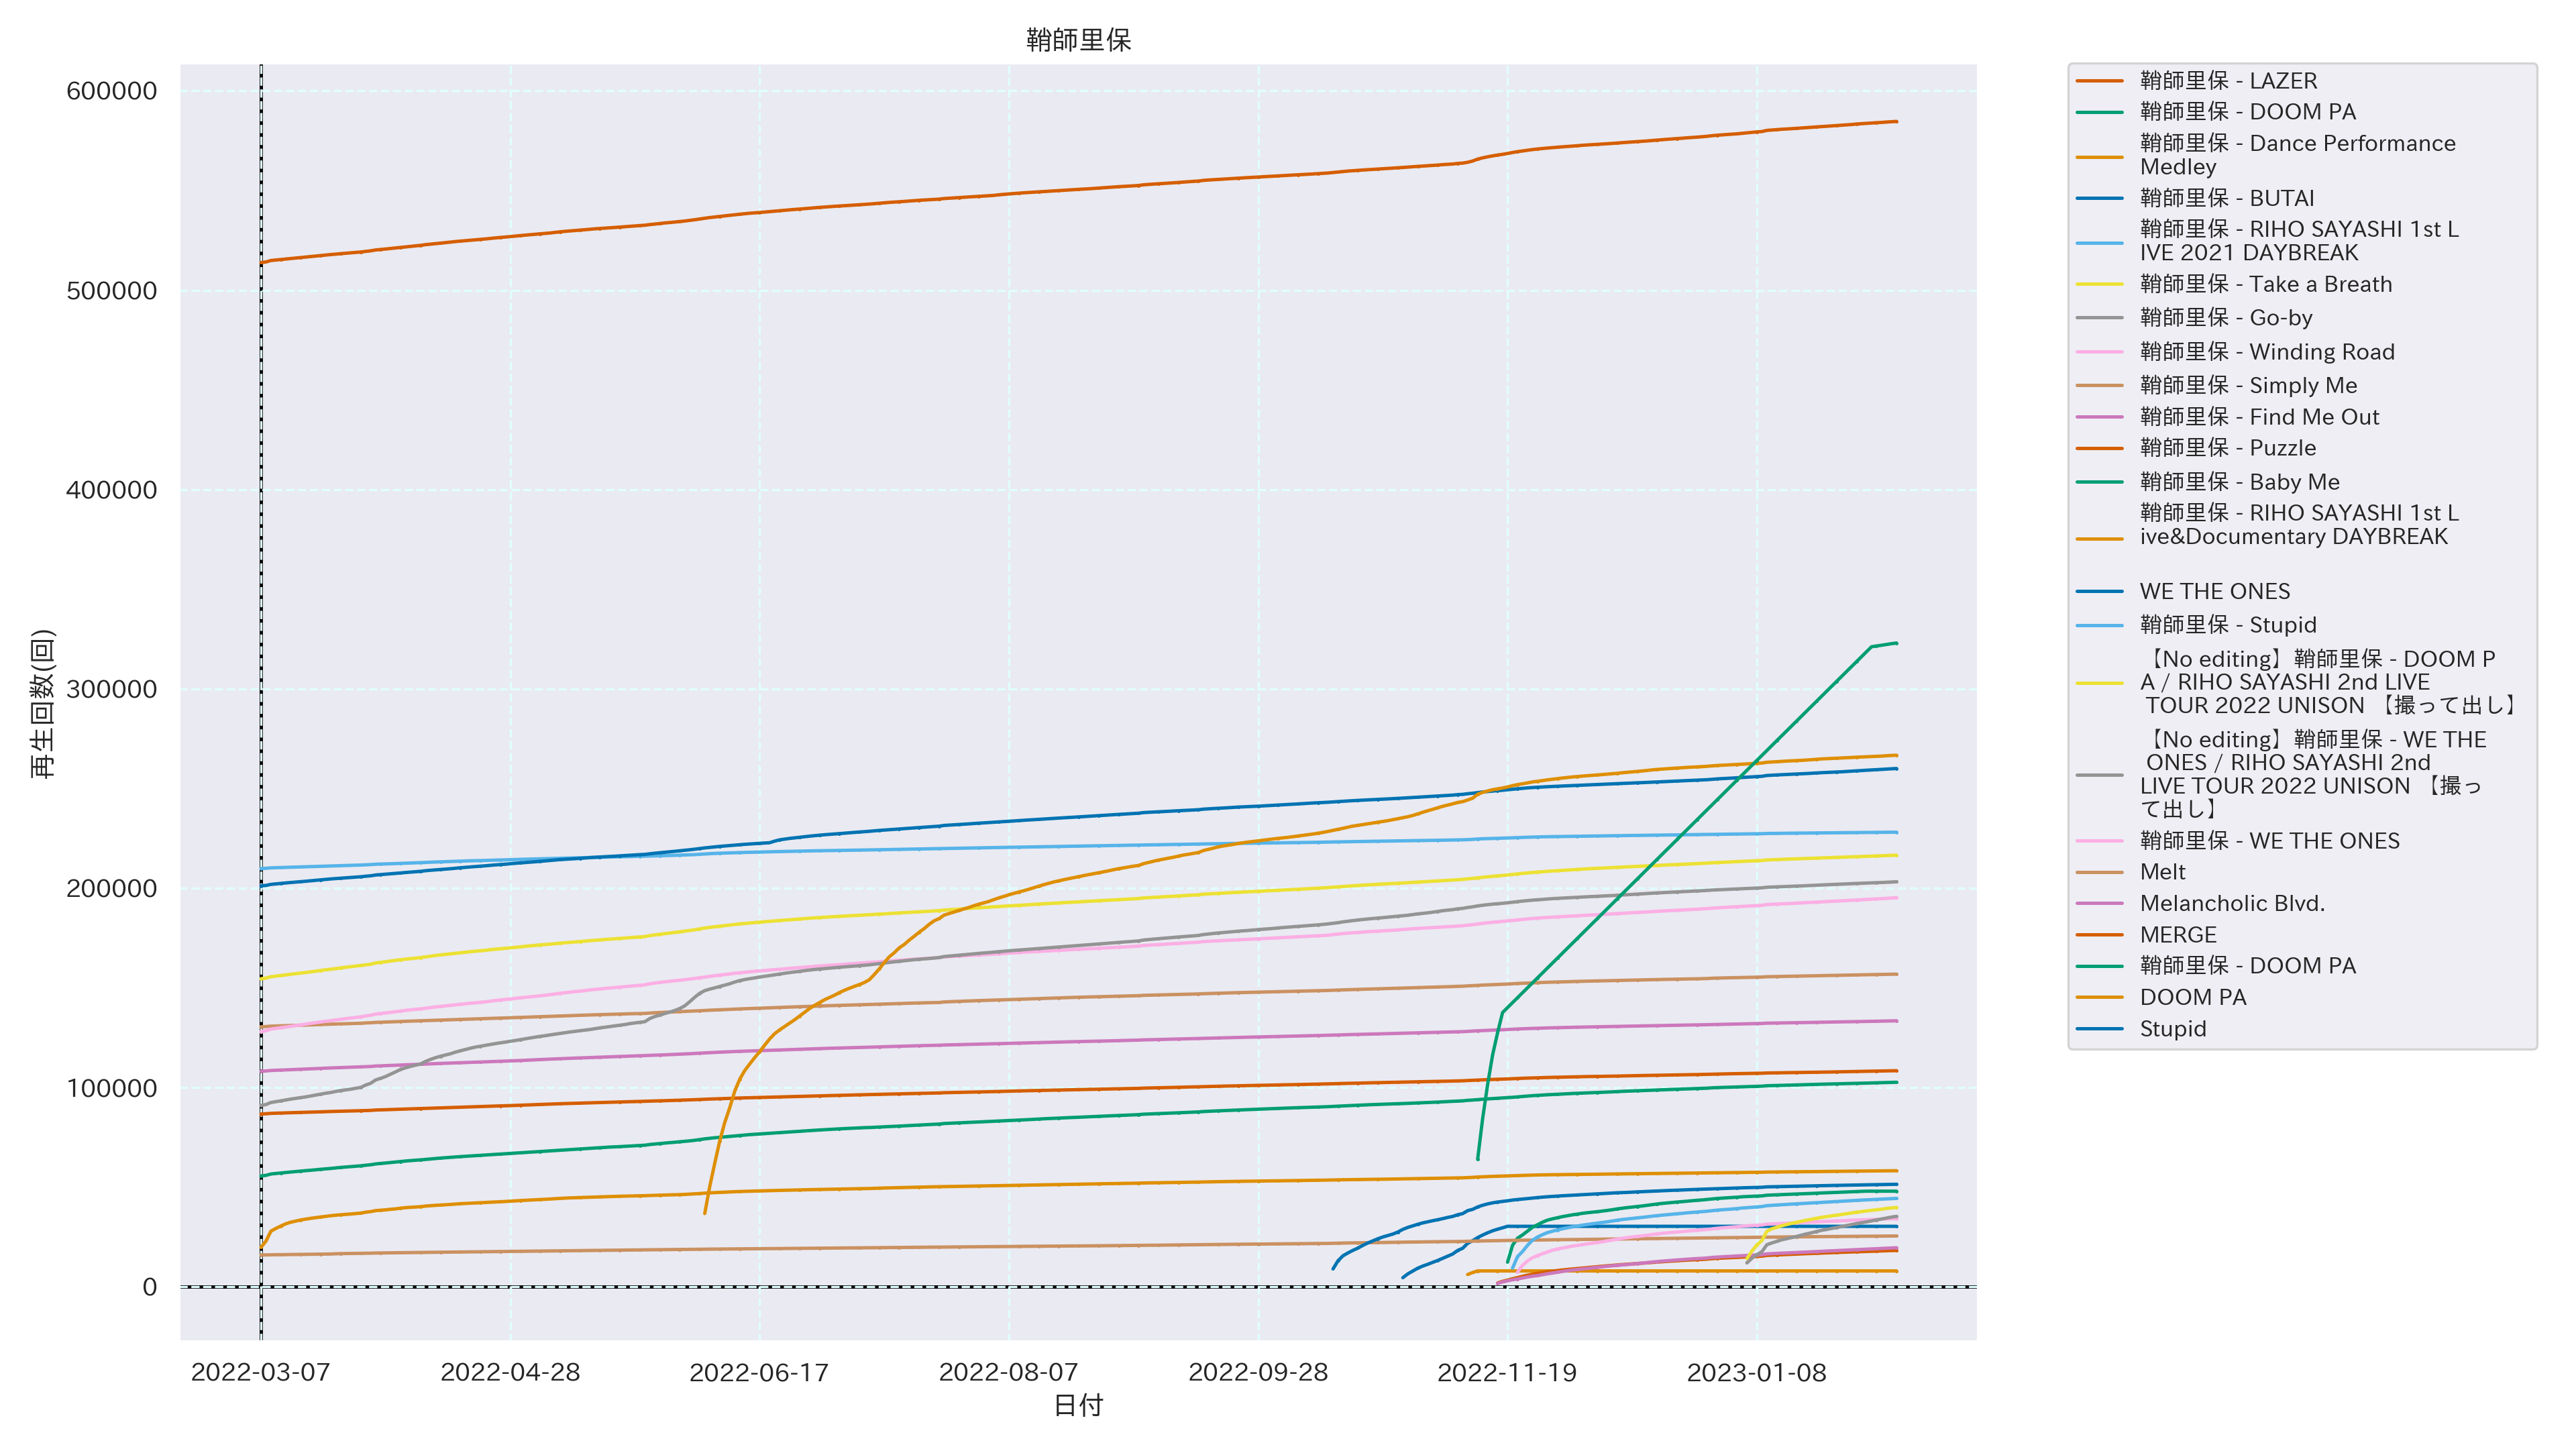 鞘師里保
再生回数(回)
600000
500000
400000
300000
200000
100000
0
2022-03-07
2022-04-28
2022-06-17
2022-08-07
2022-09-28
2022-11-19
2023-01-08
日付
鞘師里保 - LAZER
鞘師里保 - DOOM PA
鞘師里保 - Dance Performance
Medley
鞘師里保 - BUTAI
鞘師里保 - RIHO SAYASHI 1st L
IVE 2021 DAYBREAK
鞘師里保 - Take a Breath
鞘師里保 - Go-by
鞘師里保 - Winding Road
鞘師里保 - Simply Me
鞘師里保 - Find Me Out
鞘師里保 - Puzzle
鞘師里保 - Baby Me
鞘師里保 - RIHO SAYASHI 1st L
ive&Documentary DAYBREAK
WE THE ONES
鞘師里保 - Stupid
【No editing】鞘師里保 - DOOM P
A / RIHO SAYASHI 2nd LIVE
TOUR 2022 UNISON 【撮って出し】
【No editing】鞘師里保 - WE THE
ONES / RIHO SAYASHI 2nd
LIVE TOUR 2022 UNISON 【撮っ
て出し】
鞘師里保 - WE THE ONES
Melt
Melancholic Blvd.
MERGE
鞘師里保 - DOOM PA
DOOM PA
Stupid